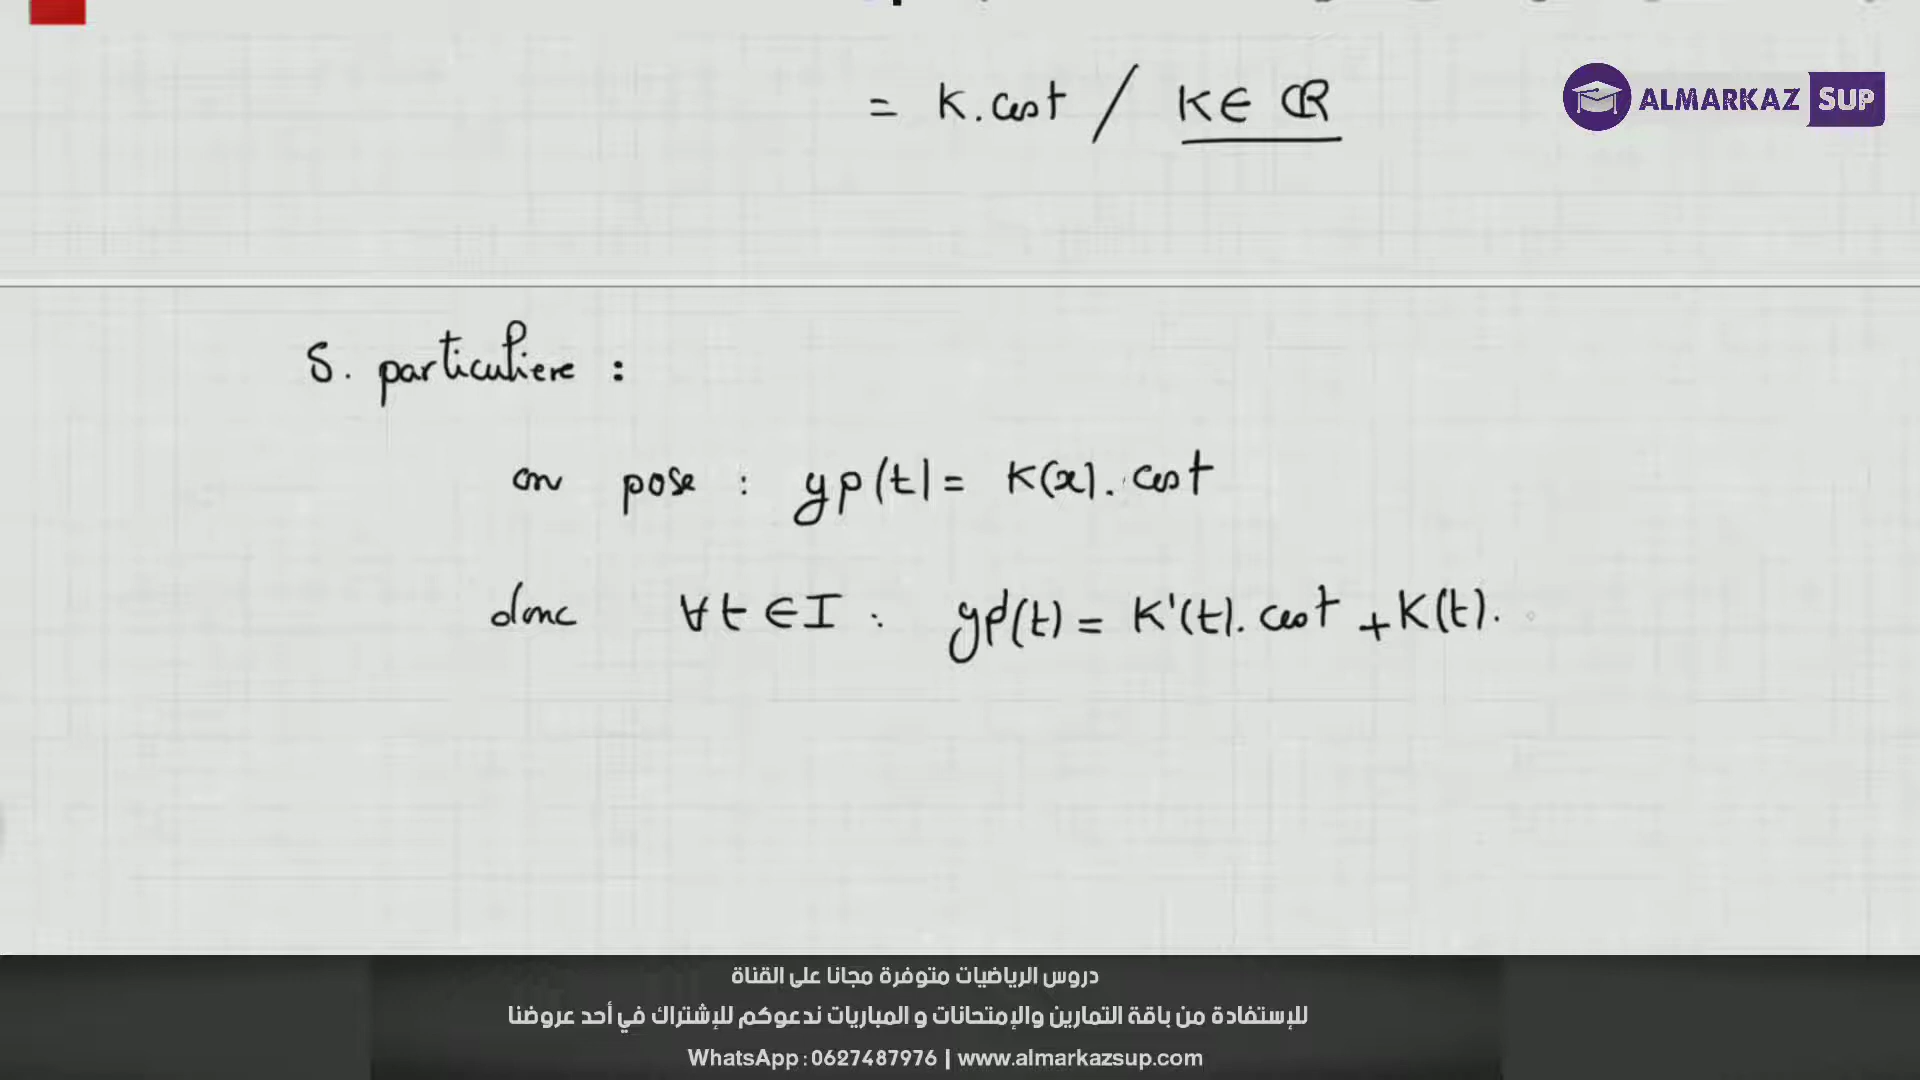 = K.cost / K∈ ℝ
ALMARKAZ SUP
S. particuliere :
on pose : yp(t) = K(x). cost
donc ∀t ∈ I : yp'(t) = K'(t). cost + K(t).
دروس الرياضيات متوفرة مجانا على القناة
للإستفادة من باقة التمارين والإمتحانات و المباريات ندعوكم للإشتراك في أحد عروضنا
WhatsApp : 0627487976 | www.almarkazsup.com